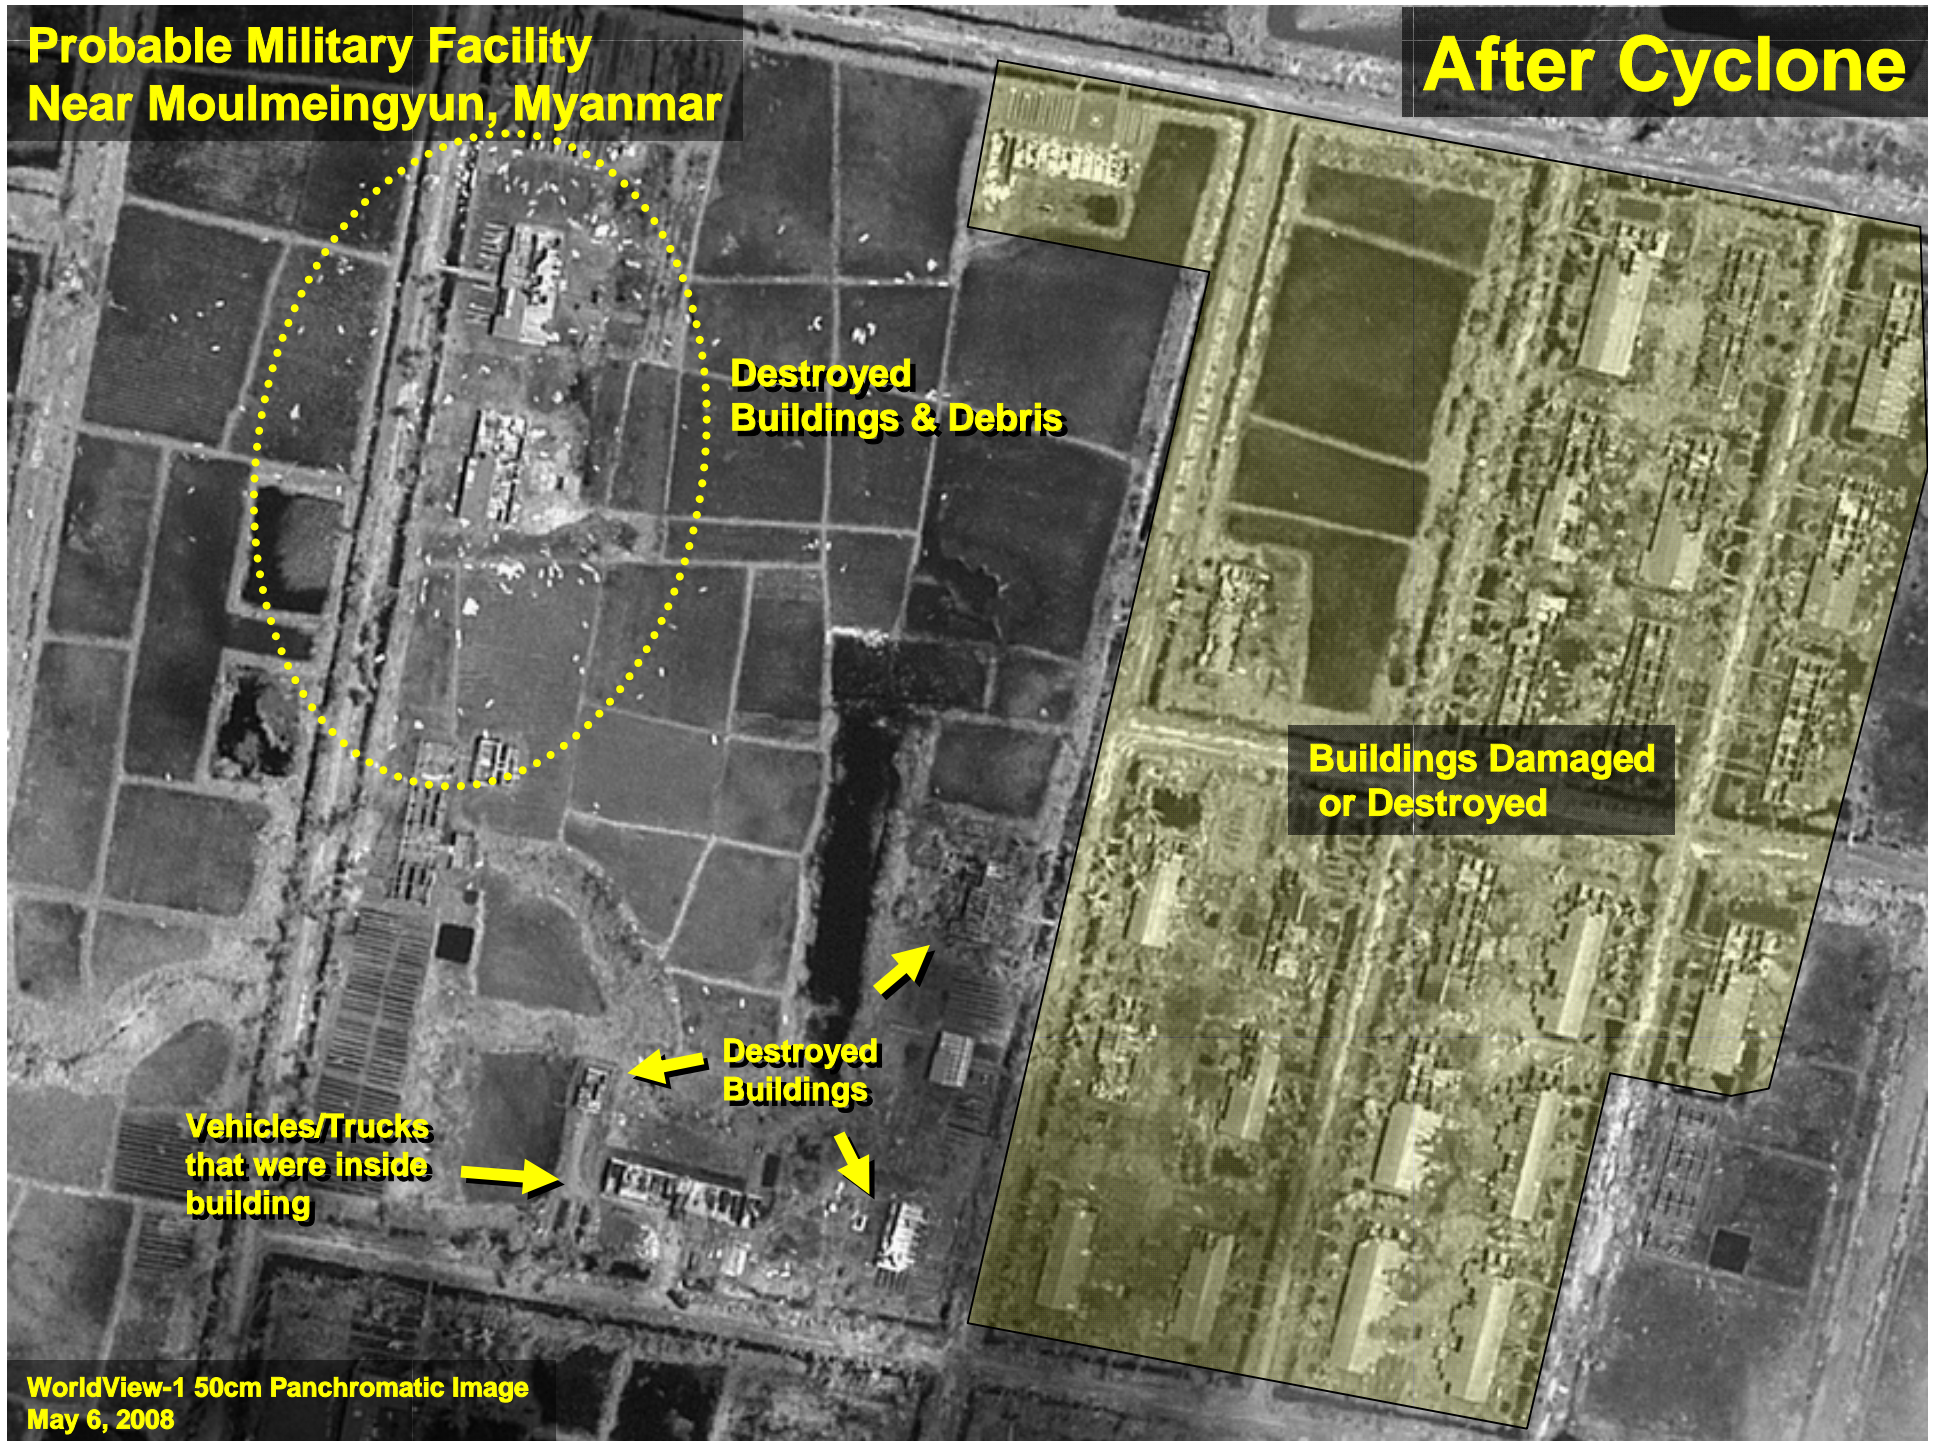 Probable Military Facility
Near Moulmeingyun, Myanmar
After Cyclone
Destroyed
Buildings & Debris
Buildings Damaged
or Destroyed
Destroyed
Buildings
Vehicles/Trucks
that were inside
building
WorldView-1 50cm Panchromatic Image
May 6, 2008